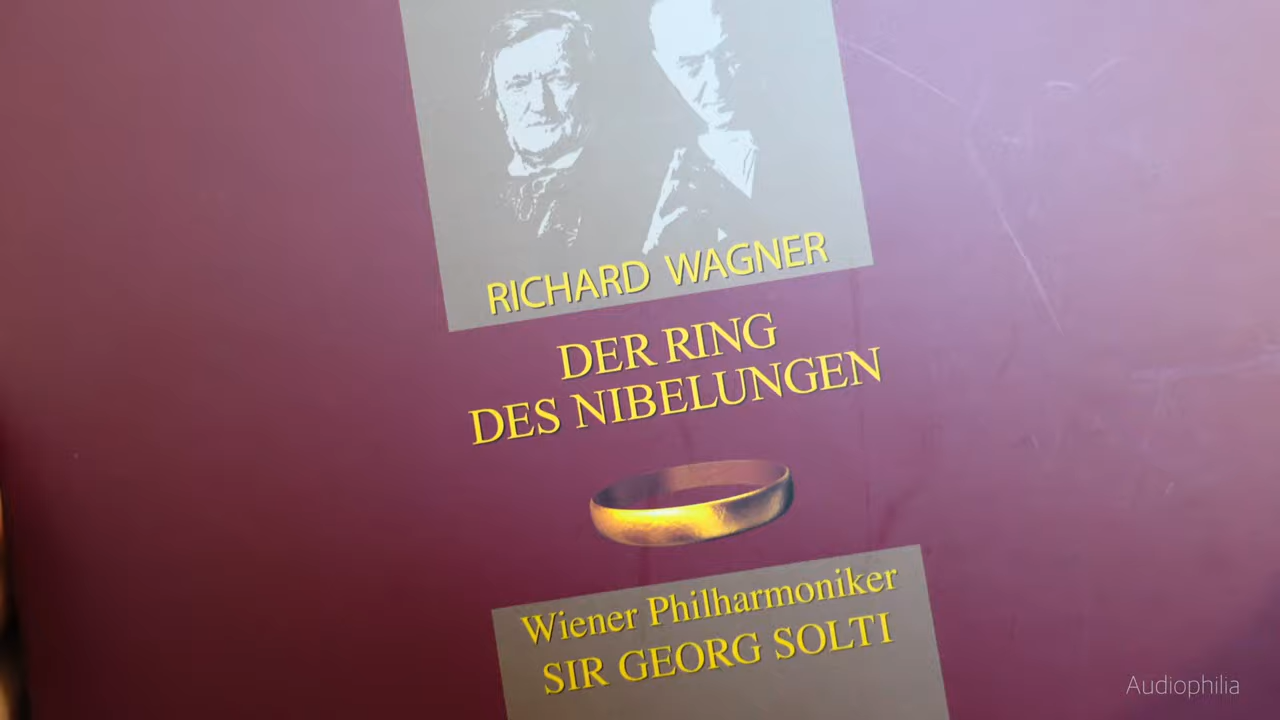 RICHARD WAGNER
DER RING
DES NIBELUNGEN
Wiener Philharmoniker
SIR GEORG SOLTI
Audiophilia